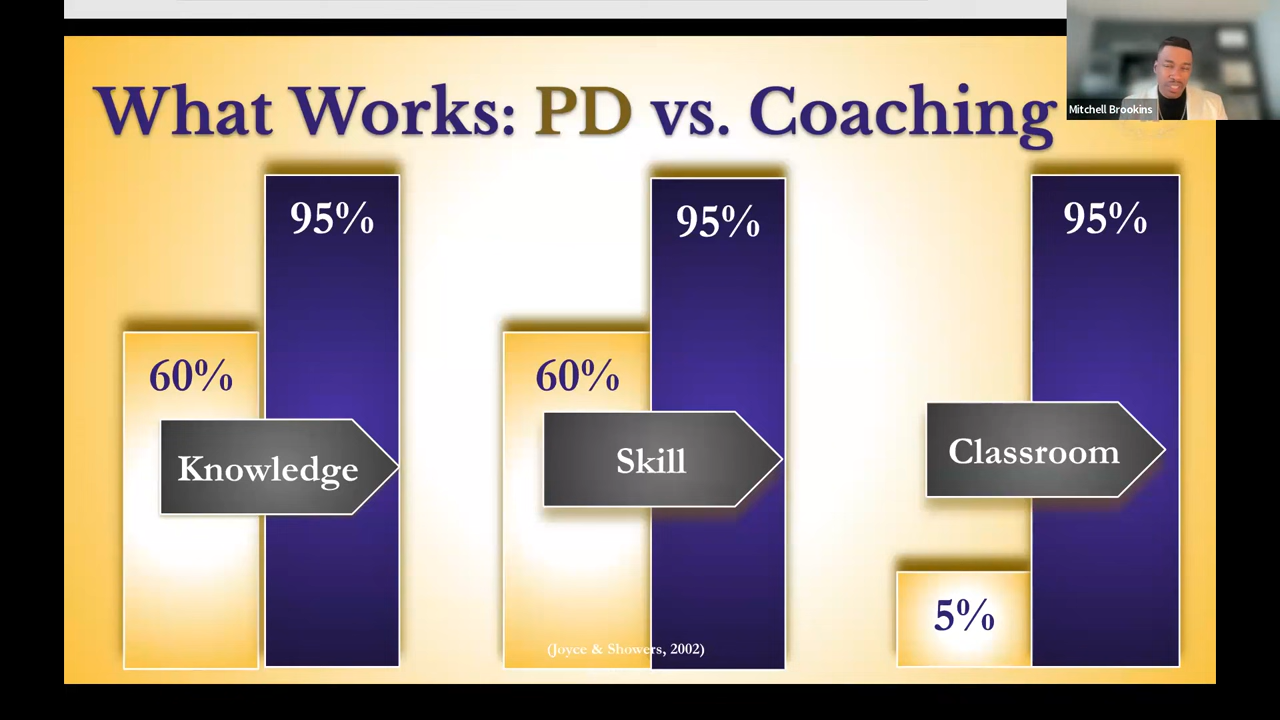 What Works: PD vs. Coaching
Mitchell Brookins
95%
95%
95%
60%
60%
Knowledge
Skill
Classroom
5%
(Joyce & Showers, 2002)